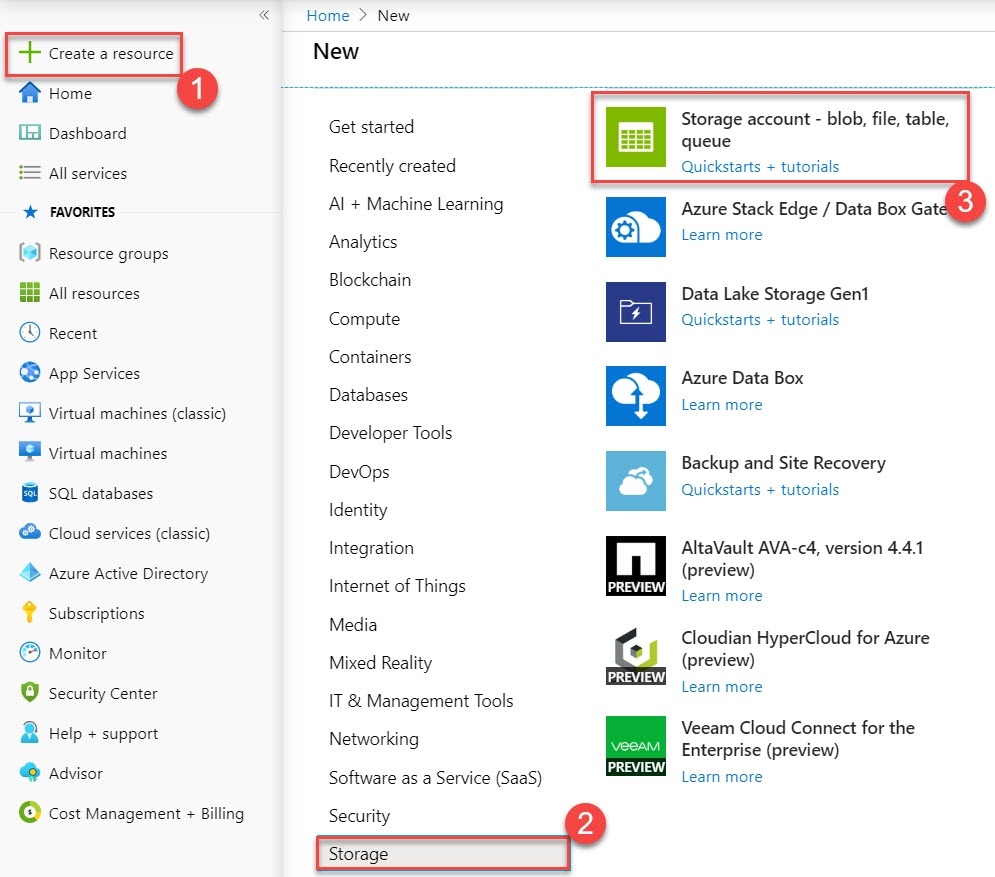 «
Create a resource
1
Home
Dashboard
All services
FAVORITES
Resource groups
All resources
Recent
App Services
Virtual machines (classic)
Virtual machines
SQL databases
Cloud services (classic)
Azure Active Directory
Subscriptions
Monitor
Security Center
Help + support
Advisor
Cost Management + Billing
Home > New
New
Get started
Recently created
AI + Machine Learning
Analytics
Blockchain
Compute
Containers
Databases
Developer Tools
DevOps
Identity
Integration
Internet of Things
Media
Mixed Reality
IT & Management Tools
Networking
Software as a Service (SaaS)
Security
2
Storage
Storage account - blob, file, table,
queue
Quickstarts + tutorials
3
Azure Stack Edge / Data Box Gate
Learn more
Data Lake Storage Gen1
Quickstarts + tutorials
Azure Data Box
Learn more
Backup and Site Recovery
Quickstarts + tutorials
PREVIEW
AltaVault AVA-c4, version 4.4.1
(preview)
Learn more
PREVIEW
Cloudian HyperCloud for Azure
(preview)
Learn more
veeAM
PREVIEW
Veeam Cloud Connect for the
Enterprise (preview)
Learn more